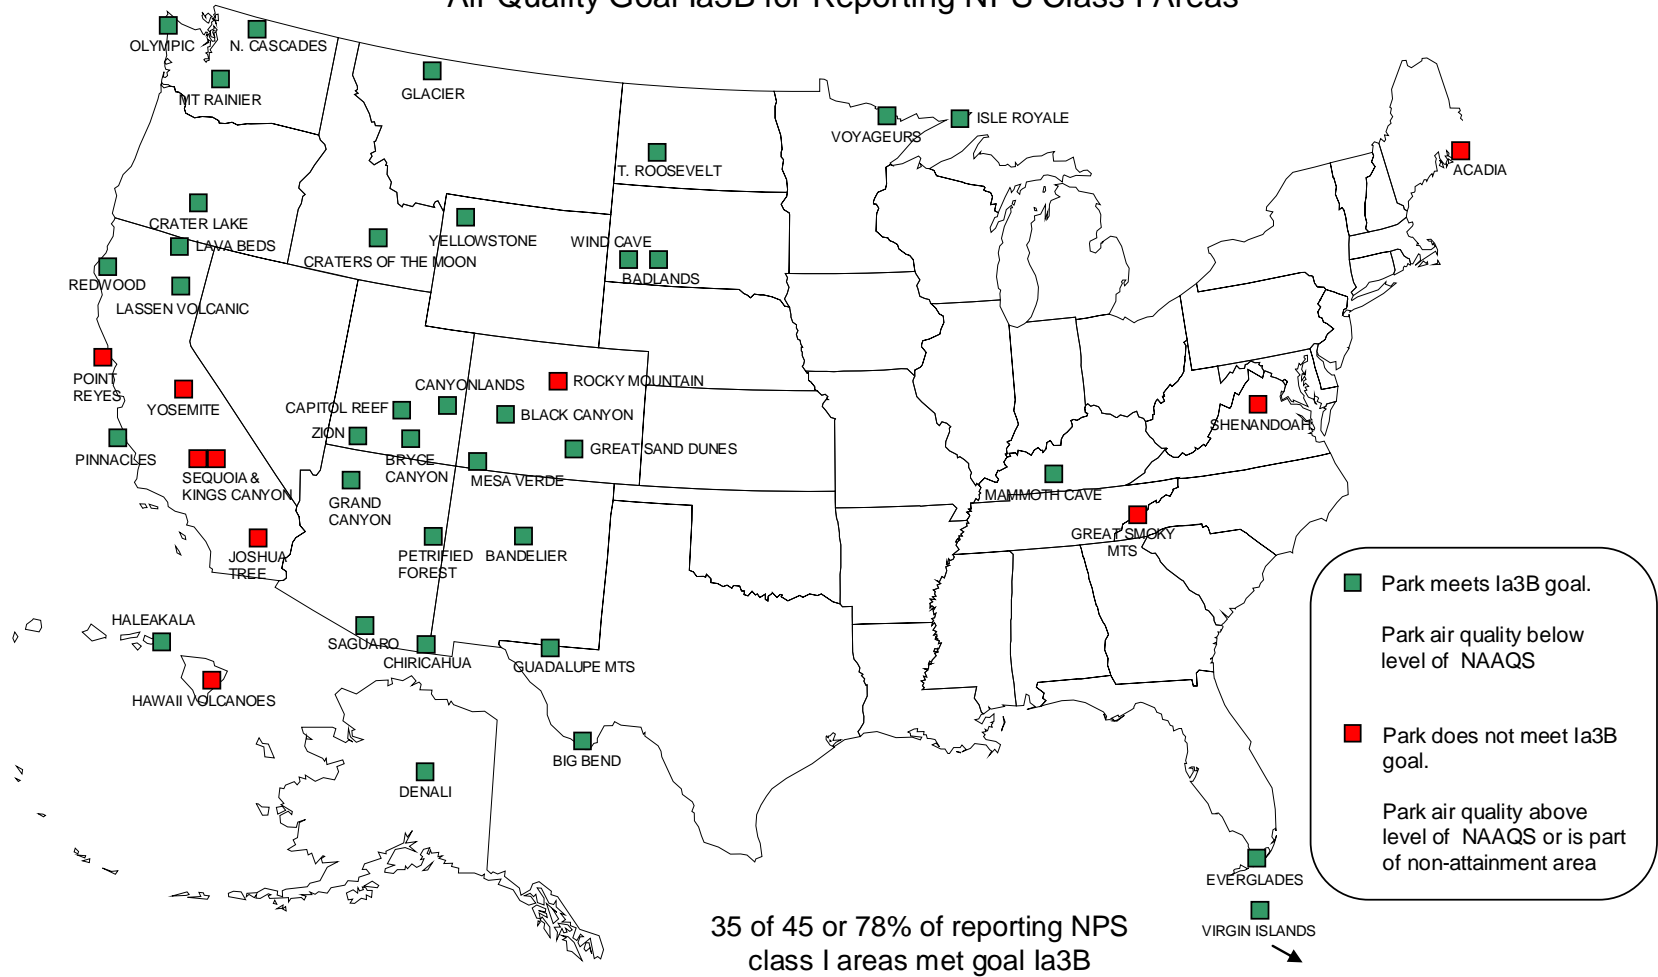 Air Quality Goal Ia3B for Reporting NPS Class I Areas
OLYMPIC
N. CASCADES
MT RAINIER
GLACIER
VOYAGEURS
ISLE ROYALE
T. ROOSEVELT
ACADIA
CRATER LAKE
LAVA BEDS
YELLOWSTONE
CRATERS OF THE MOON
WIND CAVE
BADLANDS
REDWOOD
LASSEN VOLCANIC
POINT
REYES
YOSEMITE
CANYONLANDS
ROCKY MOUNTAIN
CAPITOL REEF
BLACK CANYON
ZION
GREAT SAND DUNES
SHENANDOAH
PINNACLES
BRYCE
CANYON
MESA VERDE
SEQUOIA &
KINGS CANYON
GRAND
CANYON
MAMMOTH CAVE
GREAT SMOKY
MTS
JOSHUA
TREE
PETRIFIED
FOREST
BANDELIER
HALEAKALA
SAGUARO
CHIRICAHUA
GUADALUPE MTS
HAWAII VOLCANOES
BIG BEND
DENALI
EVERGLADES
VIRGIN ISLANDS
Park meets Ia3B goal.
Park air quality below
level of NAAQS
Park does not meet Ia3B
goal.
Park air quality above
level of NAAQS or is part
of non-attainment area
35 of 45 or 78% of reporting NPS
class I areas met goal Ia3B